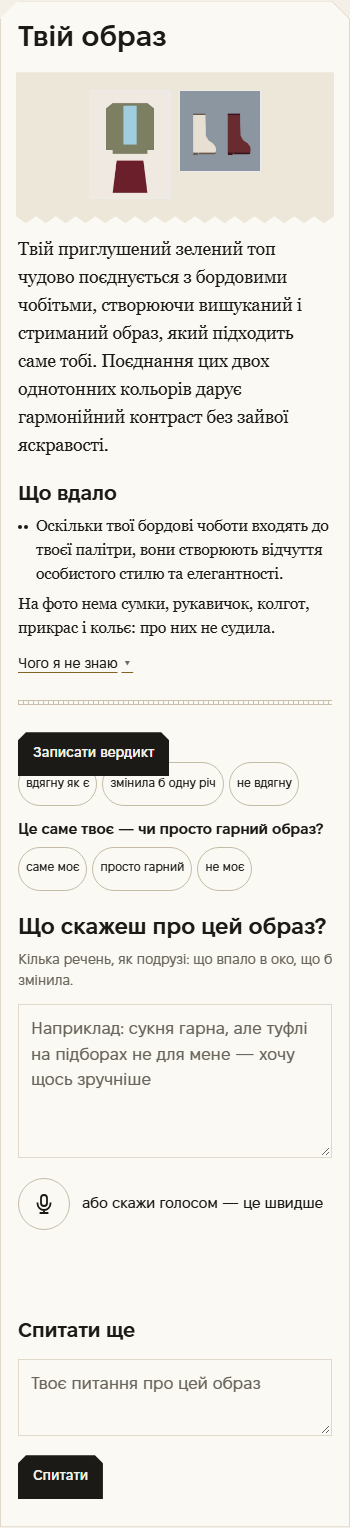 Твій образ
Твій приглушений зелений топ
чудово поєднується з бордовими
чобітьми, створюючи вишуканий і
стриманий образ, який підходить
саме тобі. Поєднання цих двох
однотонних кольорів дарує
гармонійний контраст без зайвої
яскравості.
Що вдало
•• Оскільки твої бордові чоботи входять до
твоєї палітри, вони створюють відчуття
особистого стилю та елегантності.
На фото нема сумки, рукавичок, колгот,
прикрас і кольє: про них не судила.
Чого я не знаю ▾
Записати вердикт
вдягну як є
змінила б одну річ
не вдягну
Це саме твоє — чи просто гарний образ?
саме моє
просто гарний
не моє
Що скажеш про цей образ?
Кілька речень, як подрузі: що впало в око, що б
змінила.
Наприклад: сукня гарна, але туфлі
на підборах не для мене — хочу
щось зручніше
або скажи голосом — це швидше
Спитати ще
Твоє питання про цей образ
Спитати